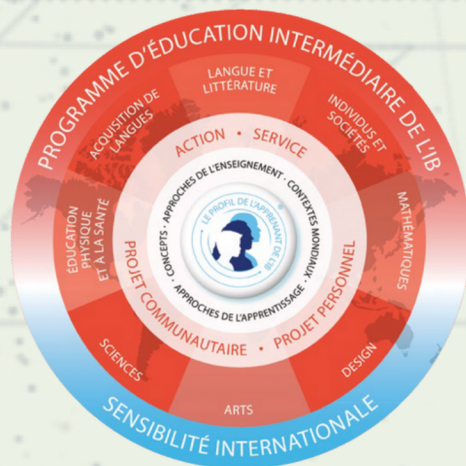 PROGRAMME D'ÉDUCATION INTERMÉDIAIRE DE L'IB
LANGUE ET
LITTÉRATURE
INDIVIDUS ET
SOCIÉTÉS
MATHÉMATIQUES
DESIGN
ARTS
SCIENCES
ÉDUCATION
PHYSIQUE
ET À LA SANTÉ
ACQUISITION DE
LANGUES
ACTION • SERVICE
PROJET COMMUNAUTAIRE • PROJET PERSONNEL
APPROCHES DE L'ENSEIGNEMENT · CONTEXTES MONDIAUX ·
APPROCHES DE L'APPRENTISSAGE · CONCEPTS ·
LE PROFIL DE L'APPRENANT DE L'IB
®
SENSIBILITÉ INTERNATIONALE